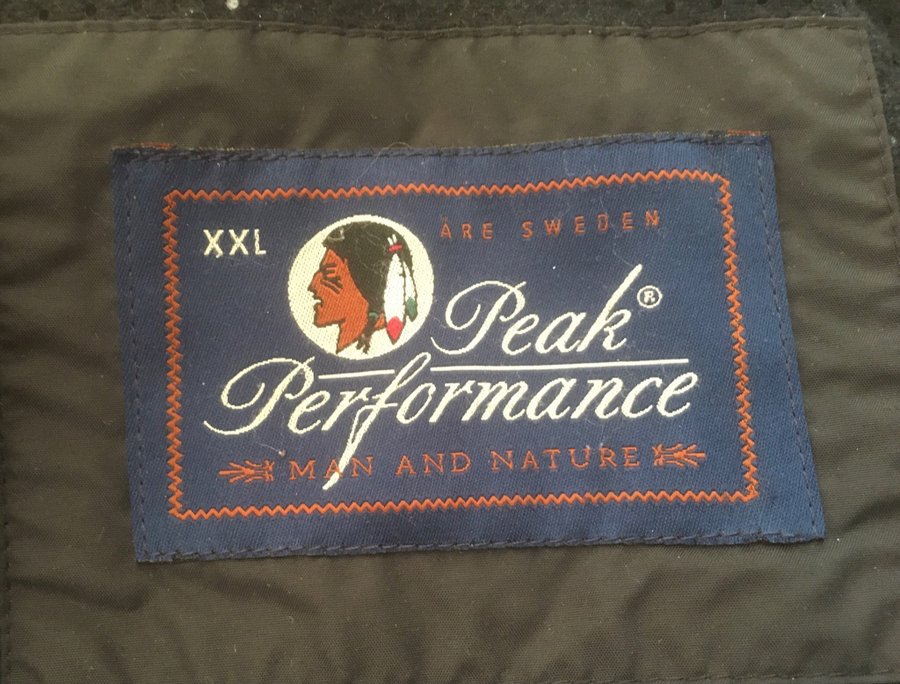 XXL
ÅRE SWEDEN
Peak®
Performance
MAN AND NATURE